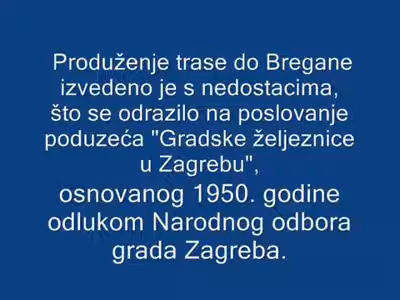 Produženje trase do Bregane
izvedeno je s nedostacima,
što se odrazilo na poslovanje
poduzeća "Gradske željeznice
u Zagrebu",
osnovanog 1950. godine
odlukom Narodnog odbora
grada Zagreba.